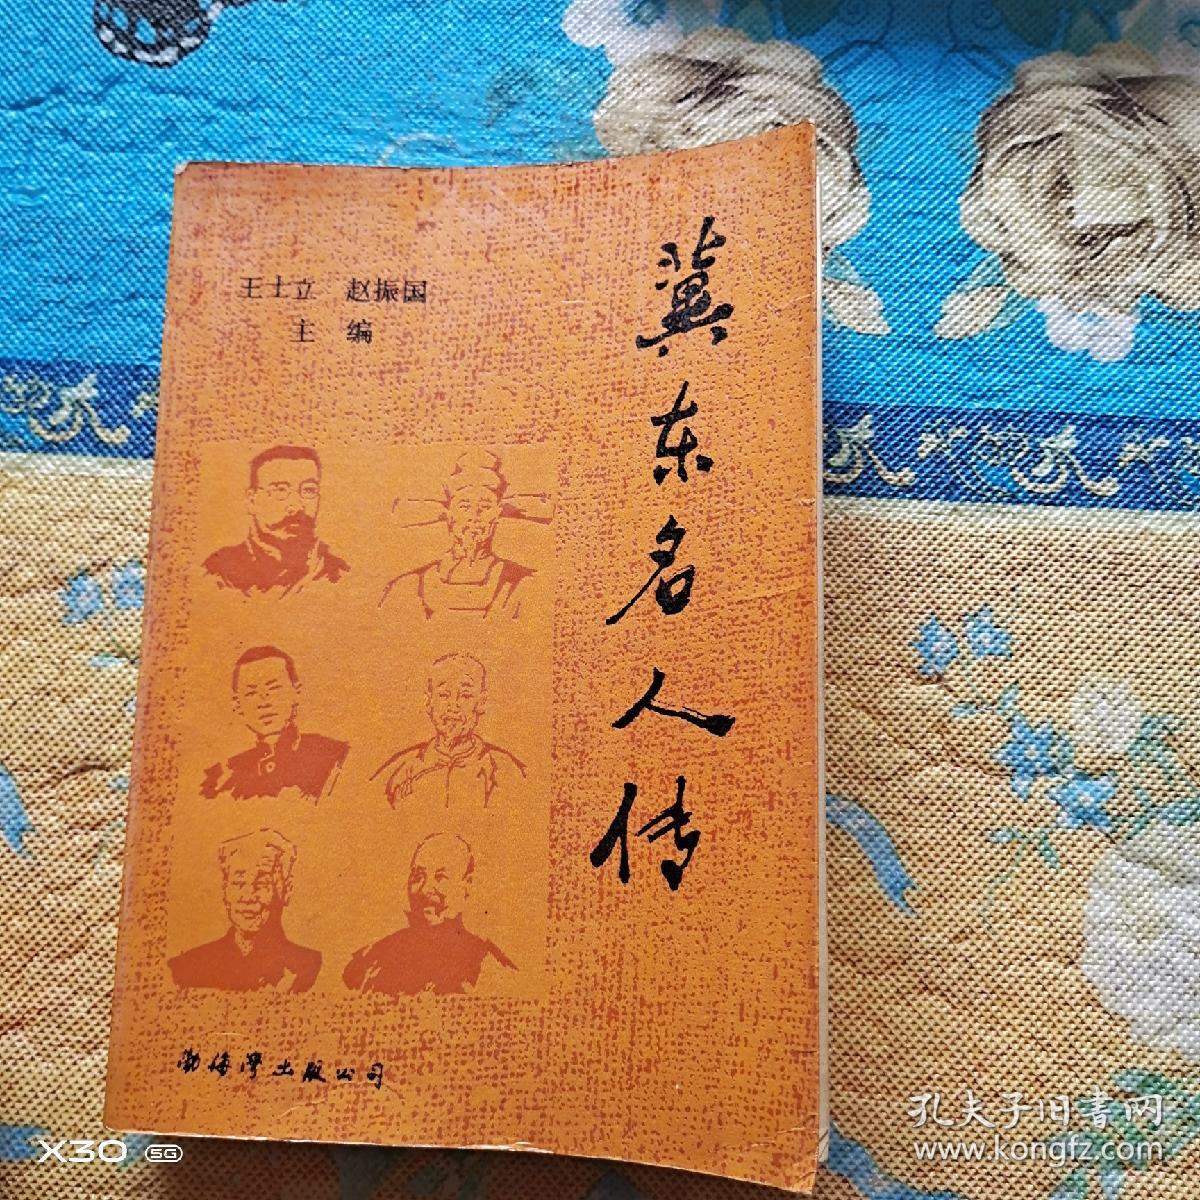 王士立 赵振国
主 编
冀东名人传
渤海湾出版公司
X30 5G
孔夫子旧书网
www.kongfz.com